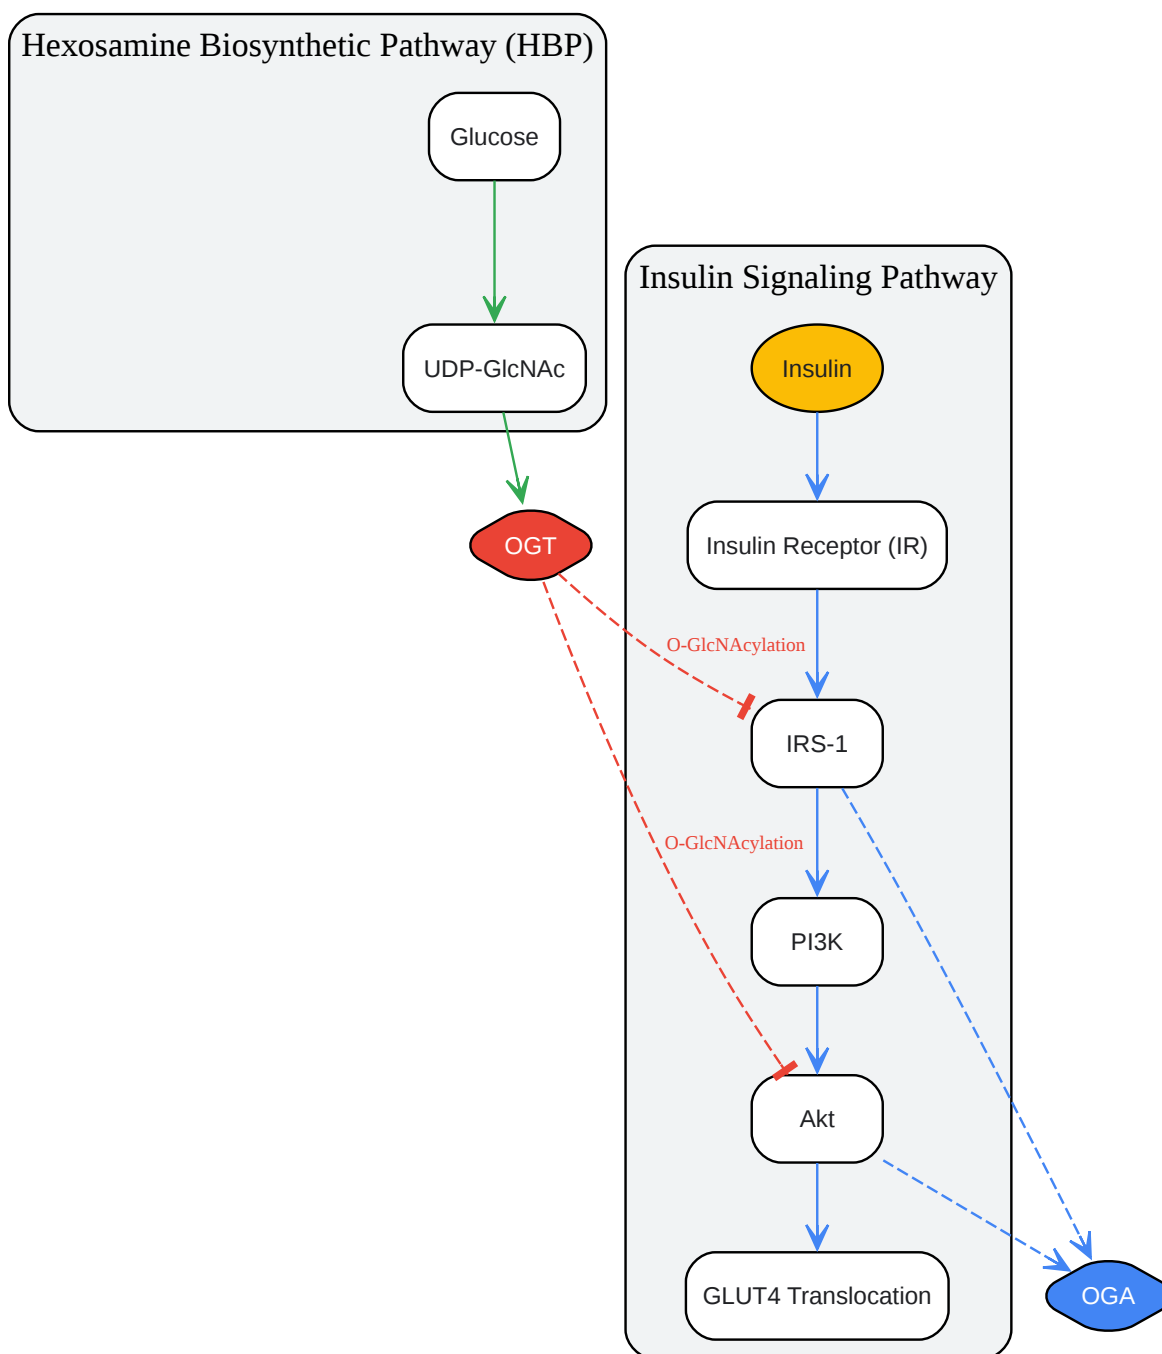 Hexosamine Biosynthetic Pathway (HBP)
Glucose
UDP-GlcNAc
Insulin Signaling Pathway
Insulin
OGT
Insulin Receptor (IR)
O-GlcNAcylation
IRS-1
O-GlcNAcylation
PI3K
Akt
GLUT4 Translocation
OGA